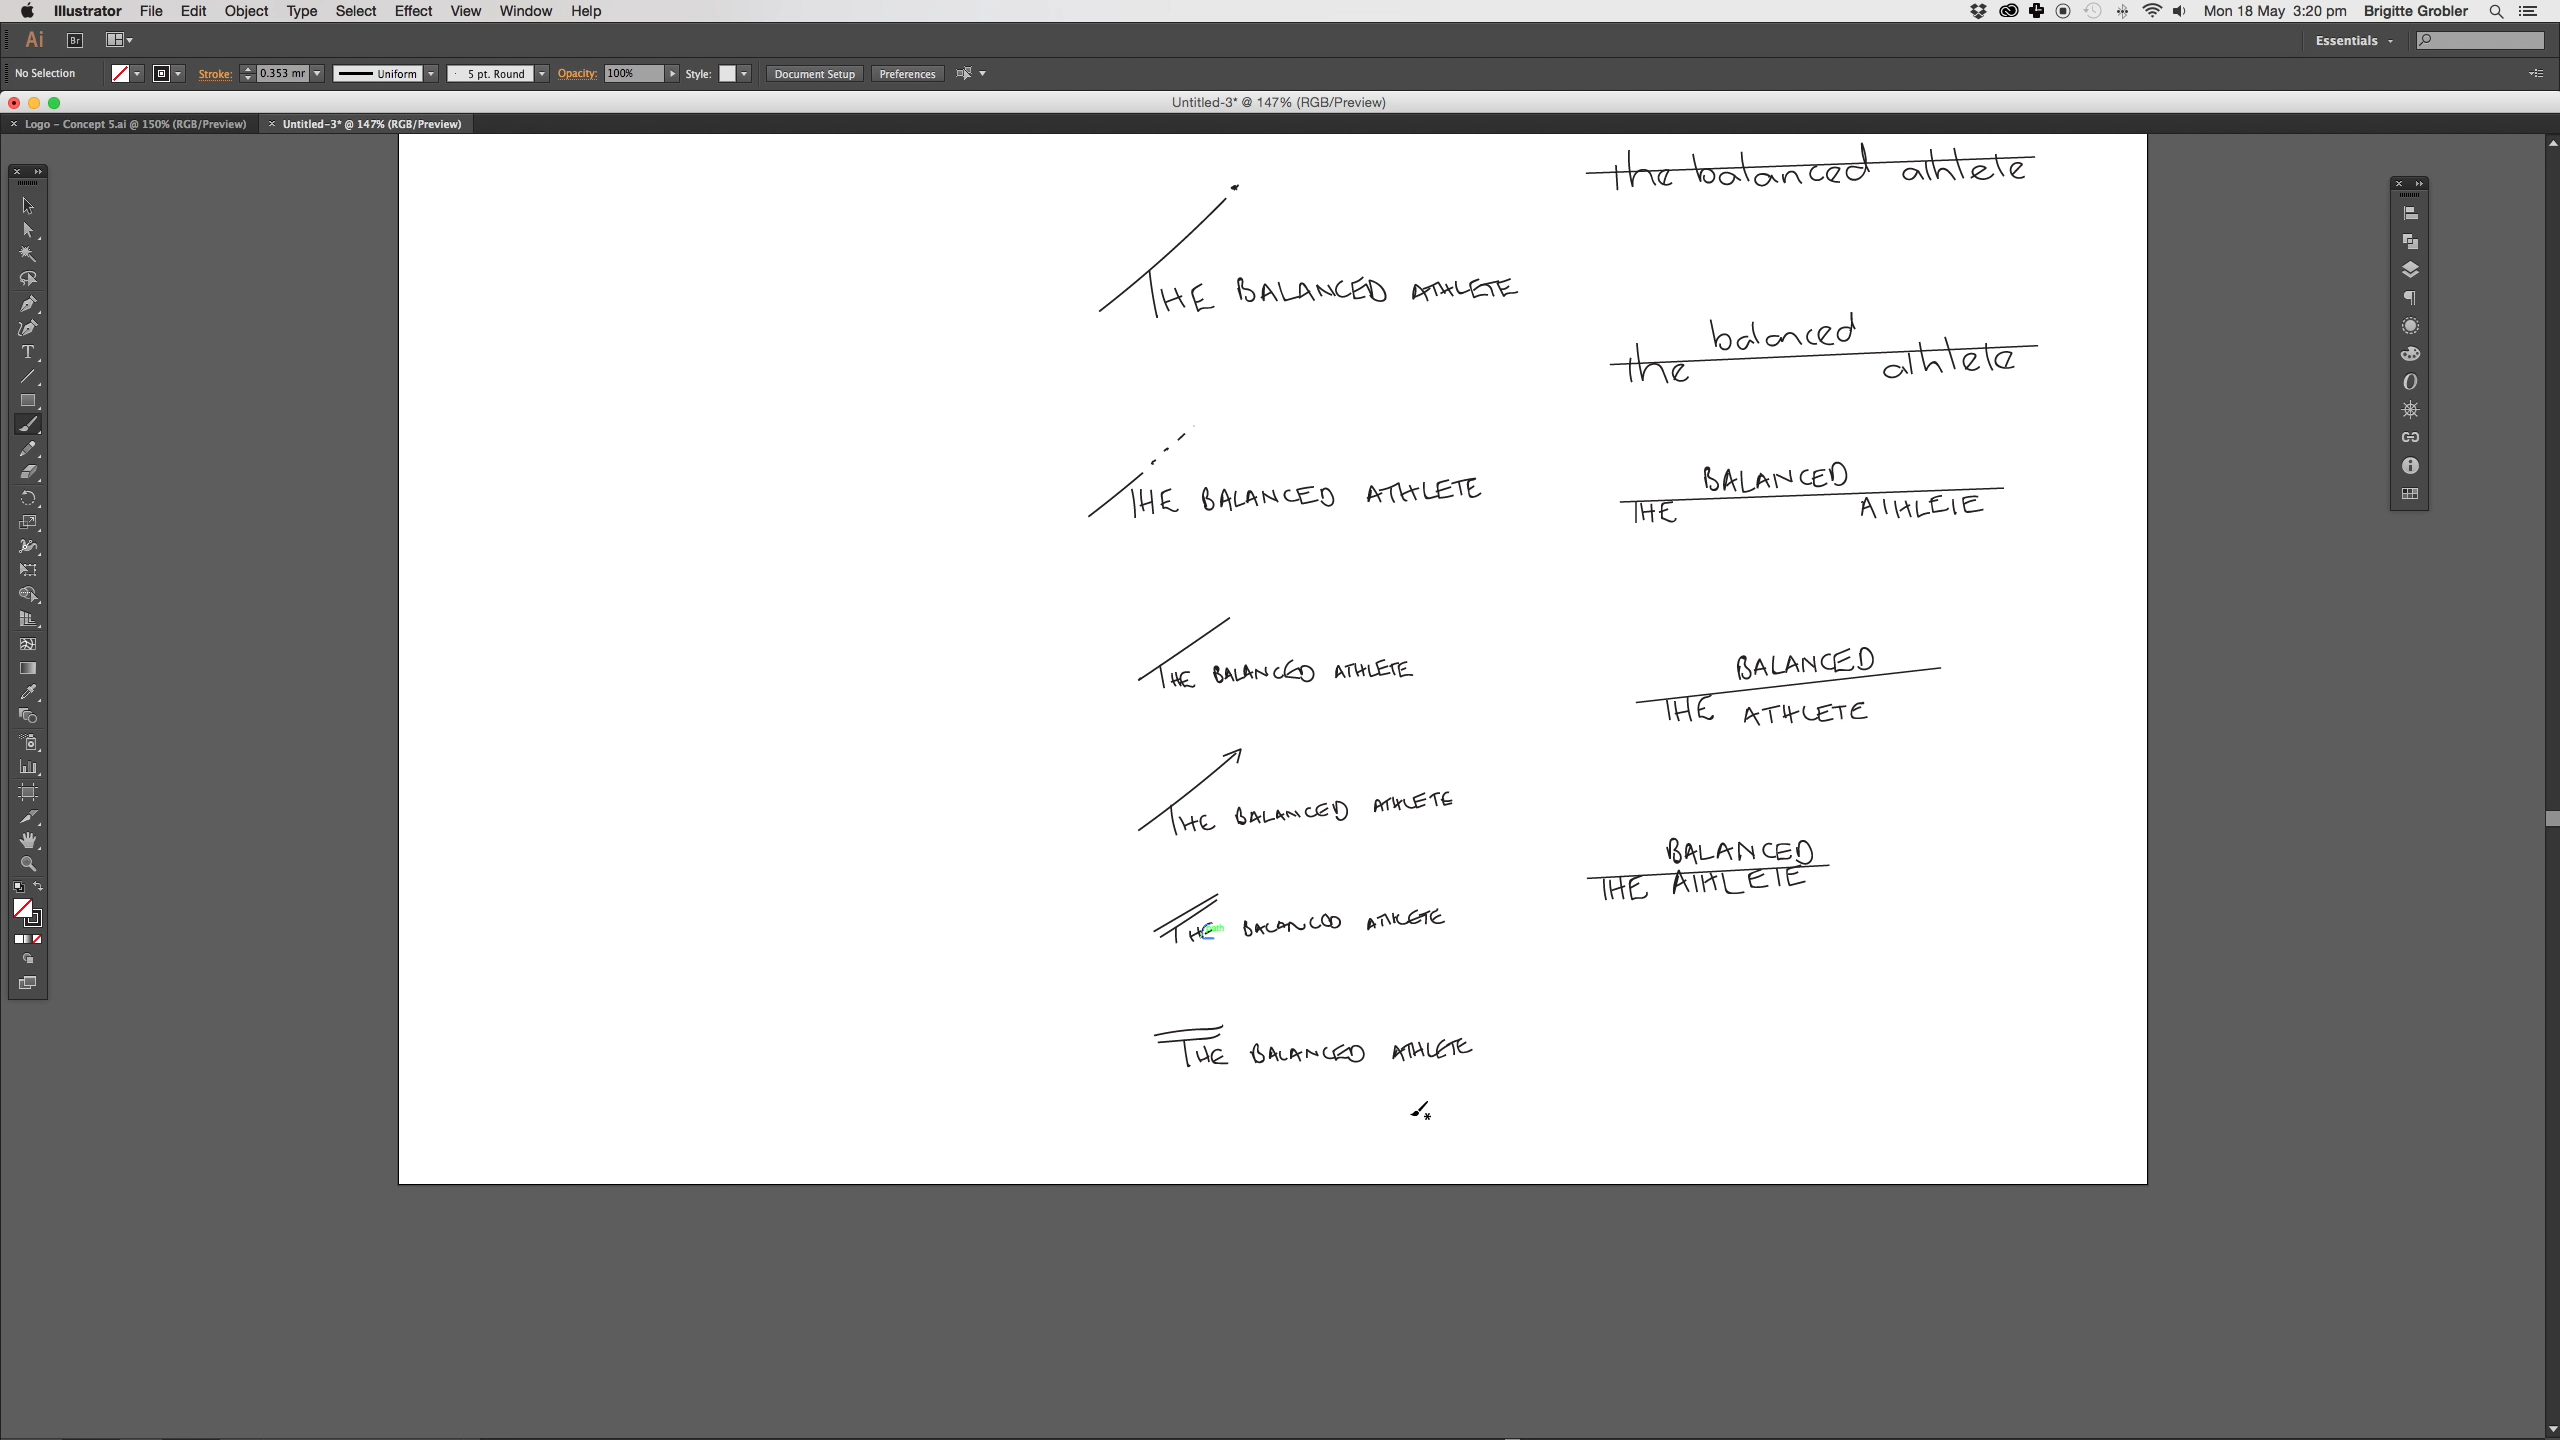 Illustrator File Edit Object Type Select Effect View Window Help
Mon 18 May 3:20 pm Brigitte Grobler
Ai Br
Essentials
No Selection Stroke: 0.353 mr Uniform 5 pt. Round Opacity: 100% Style: Document Setup Preferences
Untitled-3* @ 147% (RGB/Preview)
Logo - Concept 5.ai @ 150% (RGB/Preview) Untitled-3* @ 147% (RGB/Preview)
the balanced athlete
THE BALANCED ATHLETE
balanced
the athlete
BALANCED
THE ATHLETE
THE BALANCED ATHLETE
THE BALANCED ATHLETE
BALANCED
THE ATHLETE
THE BALANCED ATHLETE
BALANCED
THE ATHLETE
THE BALANCED ATHLETE
path
THE BALANCED ATHLETE